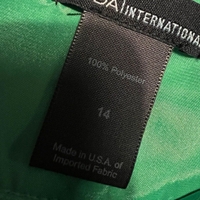 INTERNATIONAL
100% Polyester
14
Made in U.S.A. of
Imported Fabric